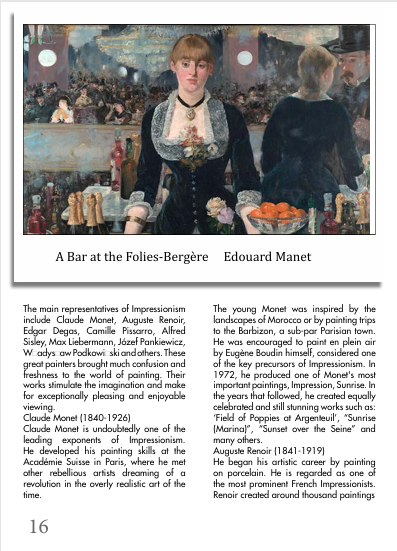 A Bar at the Folies-Bergère Edouard Manet
The main representatives of Impressionism
include Claude Monet, Auguste Renoir,
Edgar Degas, Camille Pissarro, Alfred
Sisley, Max Liebermann, Józef Pankiewicz,
W adys aw Podkowi ski and others. These
great painters brought much confusion and
freshness to the world of painting. Their
works stimulate the imagination and make
for exceptionally pleasing and enjoyable
viewing.
Claude Monet (1840-1926)
Claude Monet is undoubtedly one of the
leading exponents of Impressionism.
He developed his painting skills at the
Académie Suisse in Paris, where he met
other rebellious artists dreaming of a
revolution in the overly realistic art of the
time.
The young Monet was inspired by the
landscapes of Morocco or by painting trips
to the Barbizon, a sub-par Parisian town.
He was encouraged to paint en plein air
by Eugène Boudin himself, considered one
of the key precursors of Impressionism. In
1972, he produced one of Monet's most
important paintings, Impression, Sunrise. In
the years that followed, he created equally
celebrated and still stunning works such as:
‘Field of Poppies at Argenteuil’, “Sunrise
(Marina)”, “Sunset over the Seine” and
many others.
Auguste Renoir (1841-1919)
He began his artistic career by painting
on porcelain. He is regarded as one of
the most prominent French Impressionists.
Renoir created around thousand paintings
16